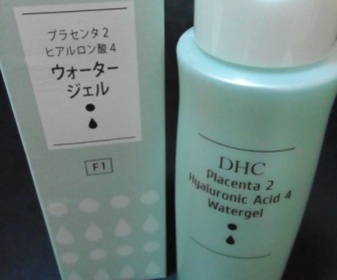 プラセンタ2
ヒアルロン酸4
ウォーター
ジェル
F1
DHC
Placenta 2
Hyaluronic Acid 4
Watergel